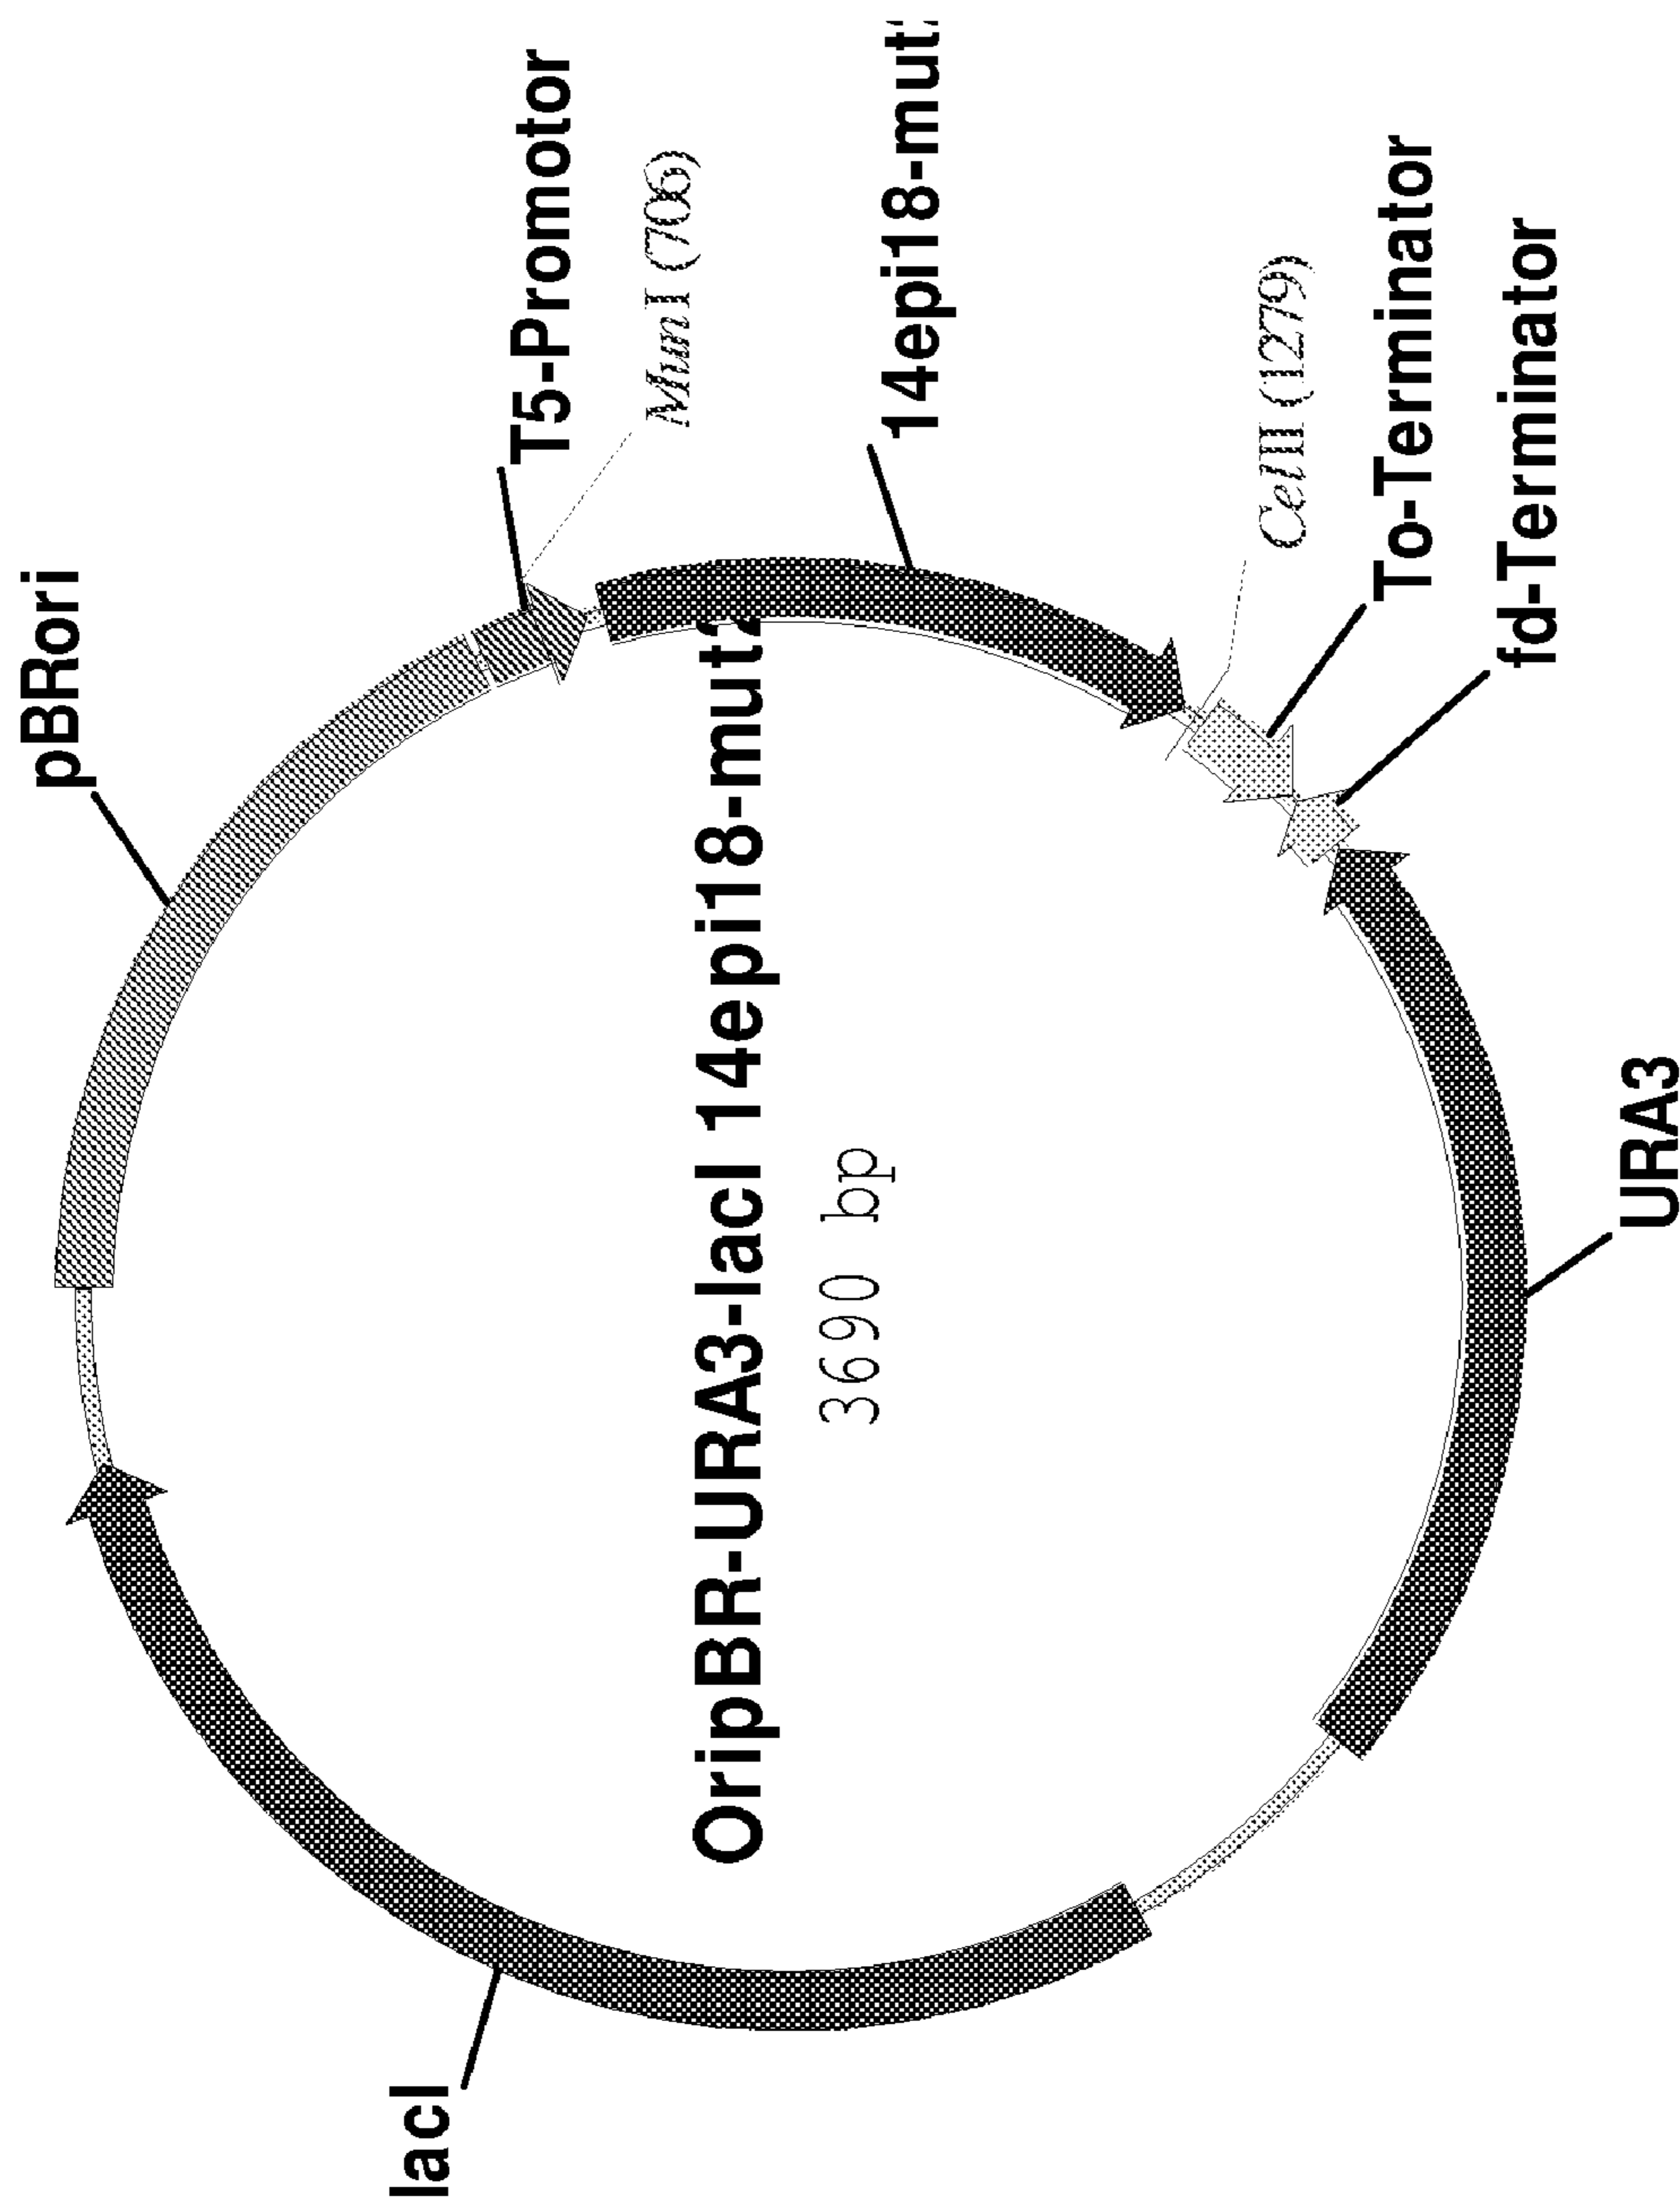 pBRori
T5-Promotor
MunI (706)
14epi18-mut
CelII (1279)
To-Terminator
fd-Terminator
URA3
lacI
OripBR-URA3-lacI 14epi18-mut2
3690 bp